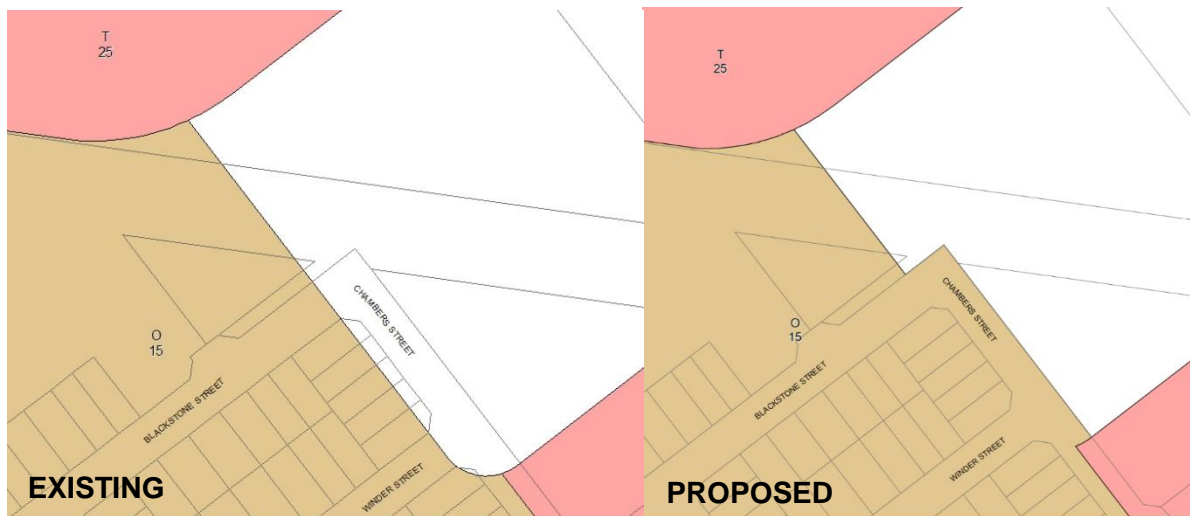 T
25
CHAMBERS STREET
O
15
BLACKSTONE STREET
WINDER STREET
EXISTING
T
25
CHAMBERS STREET
O
15
BLACKSTONE STREET
WINDER STREET
PROPOSED